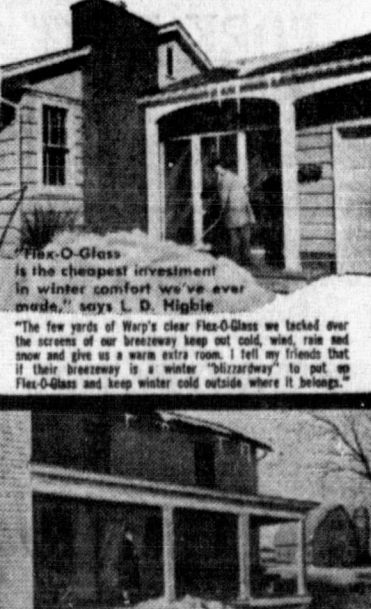 "Flex-O-Glass
is the cheapest investment
in winter comfort we've ever
made," says L. D. Higbie
"The few yards of Warp's clear Flex-O-Glass we tacked over
the screens of our breezeway keep out cold, wind, rain and
snow and give us a warm extra room. I tell my friends that
if their breezeway is a winter "blizzardway" to put up
Flex-O-Glass and keep winter cold outside where it belongs."